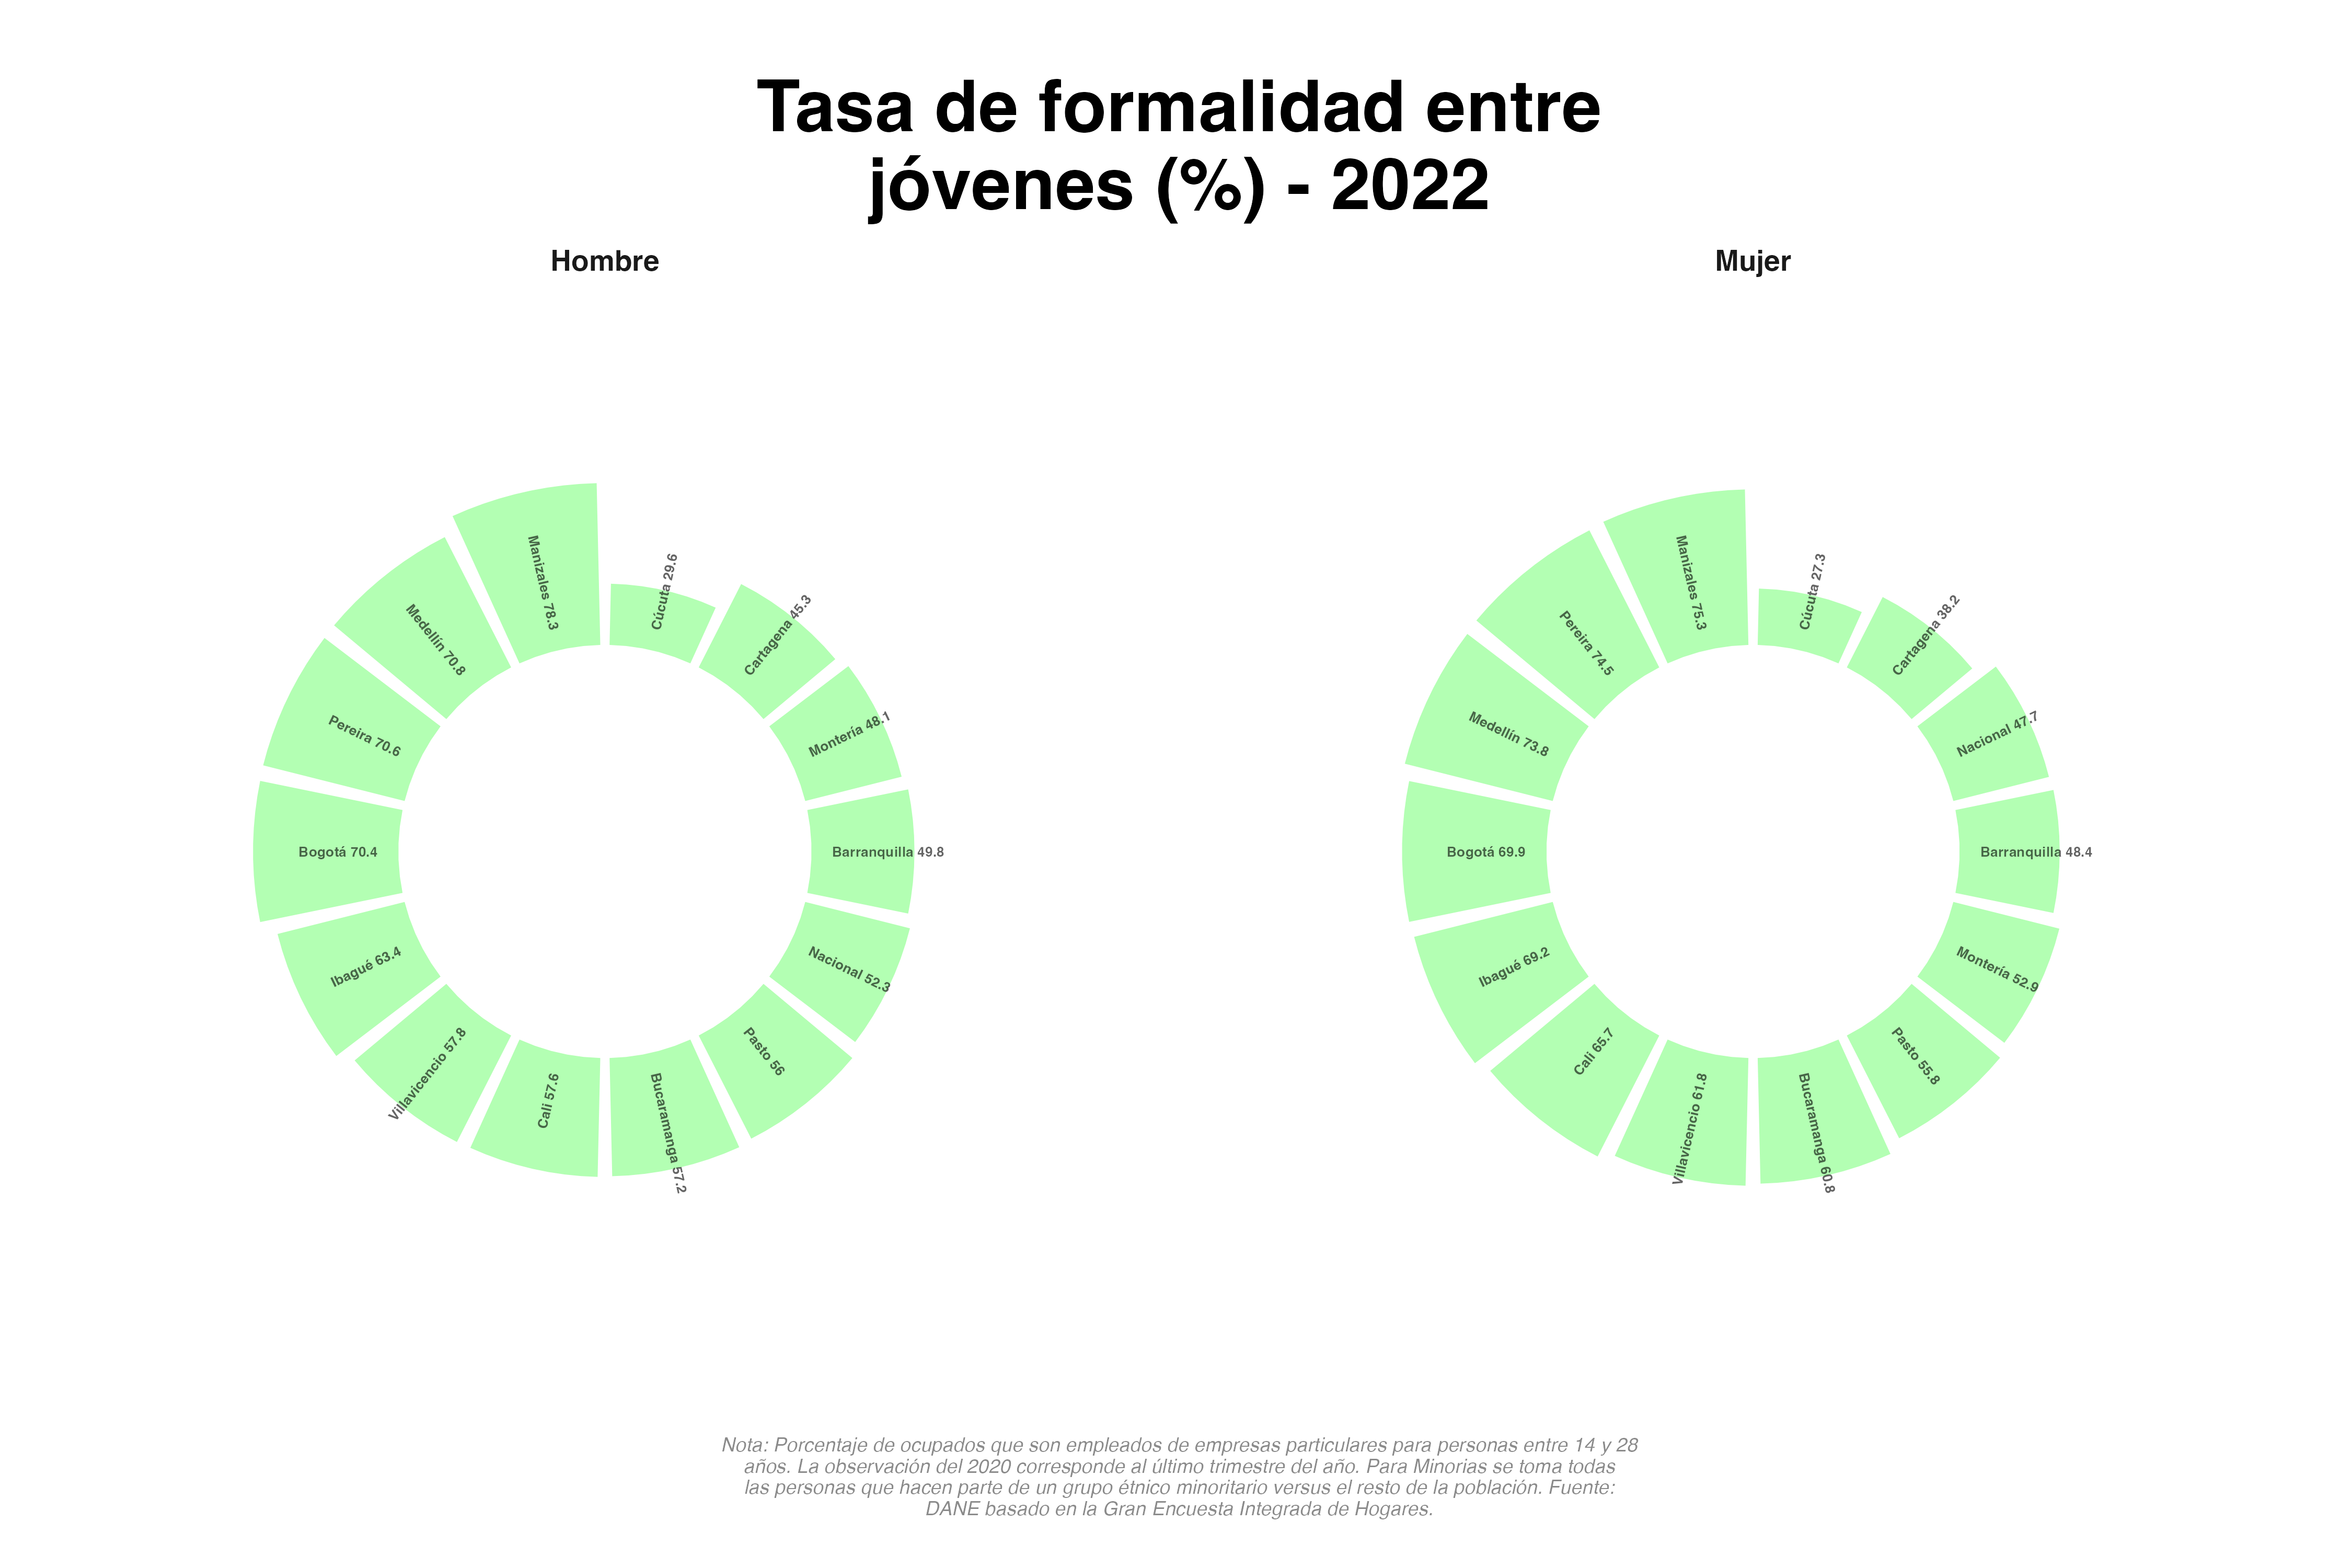 Tasa de formalidad entre
jóvenes (%) - 2022
Hombre
Cúcuta 29.6
Cartagena 45.3
Montería 48.1
Barranquilla 49.8
Nacional 52.3
Pasto 56
Bucaramanga 57.2
Cali 57.6
Villavicencio 57.8
Ibagué 63.4
Bogotá 70.4
Pereira 70.6
Medellín 70.8
Manizales 78.3
Mujer
Cúcuta 27.3
Cartagena 38.2
Nacional 47.7
Barranquilla 48.4
Montería 52.9
Pasto 55.8
Bucaramanga 60.8
Villavicencio 61.8
Cali 65.7
Ibagué 69.2
Bogotá 69.9
Medellín 73.8
Pereira 74.5
Manizales 75.3
Nota: Porcentaje de ocupados que son empleados de empresas particulares para personas entre 14 y 28
años. La observación del 2020 corresponde al último trimestre del año. Para Minorias se toma todas
las personas que hacen parte de un grupo étnico minoritario versus el resto de la población. Fuente:
DANE basado en la Gran Encuesta Integrada de Hogares.